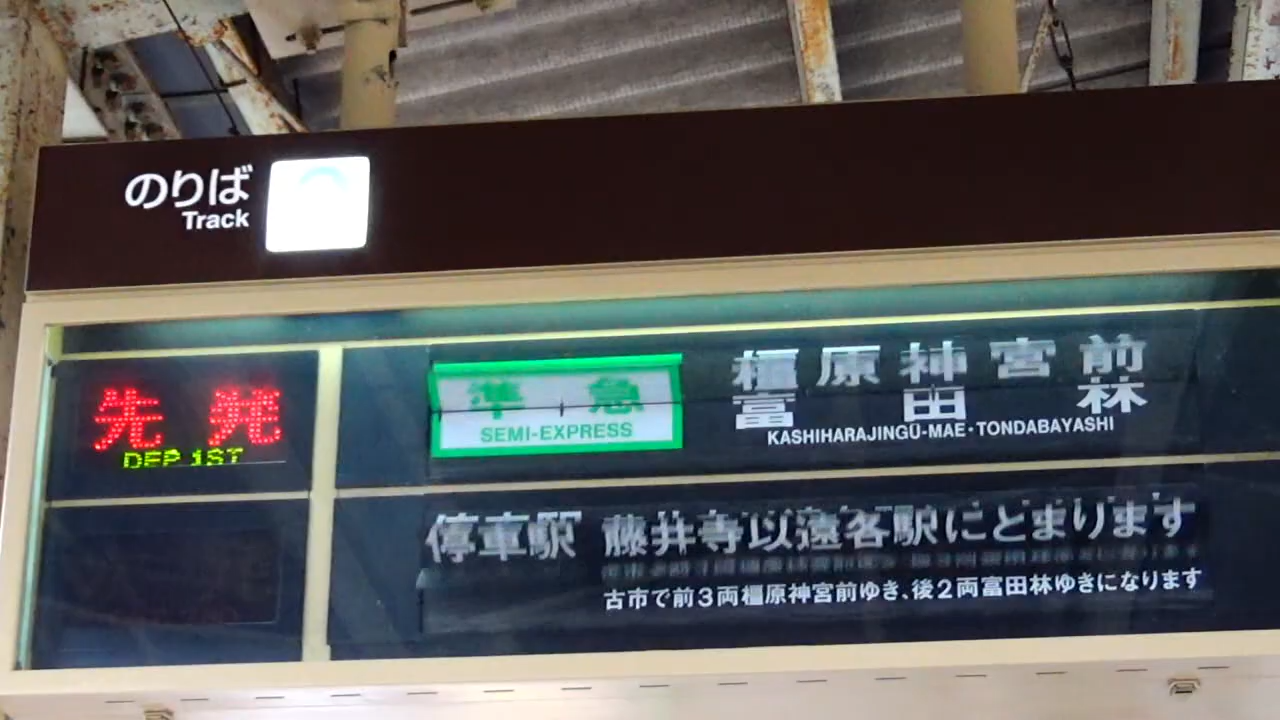 のりば
Track
先発
DEP 1ST
準急
SEMI-EXPRESS
橿原神宮前
富田林
KASHIHARAJINGŪ-MAE・TONDABAYASHI
停車駅 藤井寺以遠各駅にとまります
古市で前3両橿原神宮前ゆき、後2両富田林ゆきになります